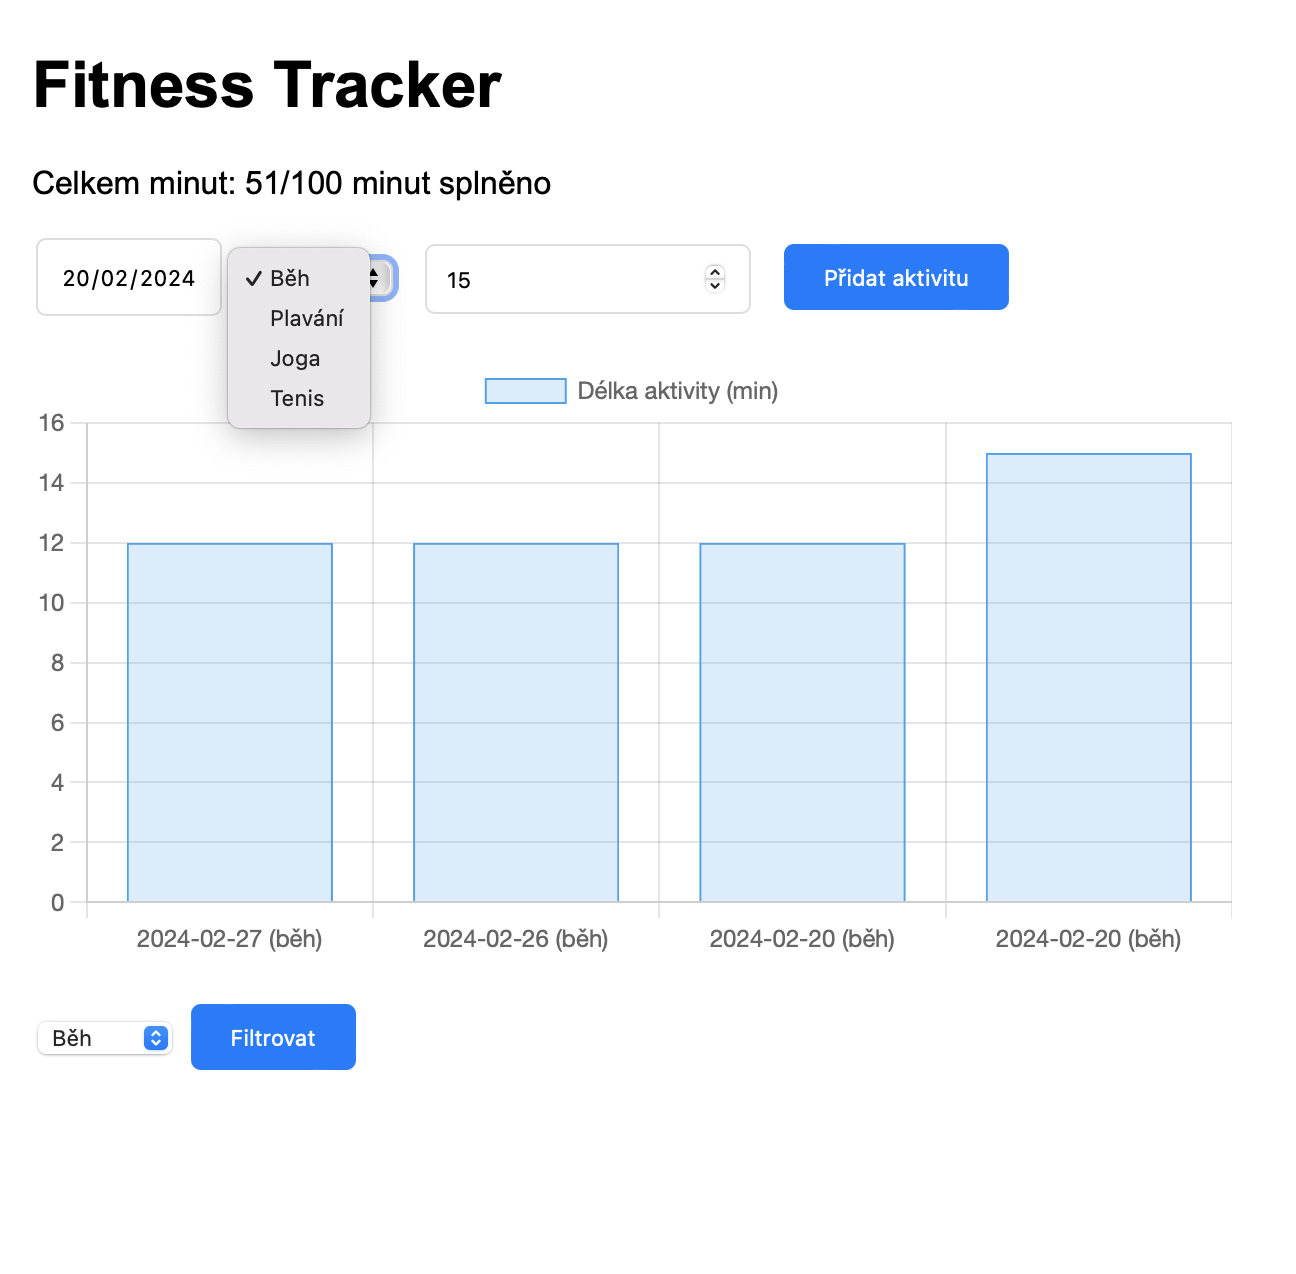 Fitness Tracker
Celkem minut: 51/100 minut splněno
20/02/2024
✓ Běh
Plavání
Joga
Tenis
15
Přidat aktivitu
Délka aktivity (min)
16
14
12
10
8
6
4
2
0
2024-02-27 (běh) 2024-02-26 (běh) 2024-02-20 (běh) 2024-02-20 (běh)
Běh
Filtrovat